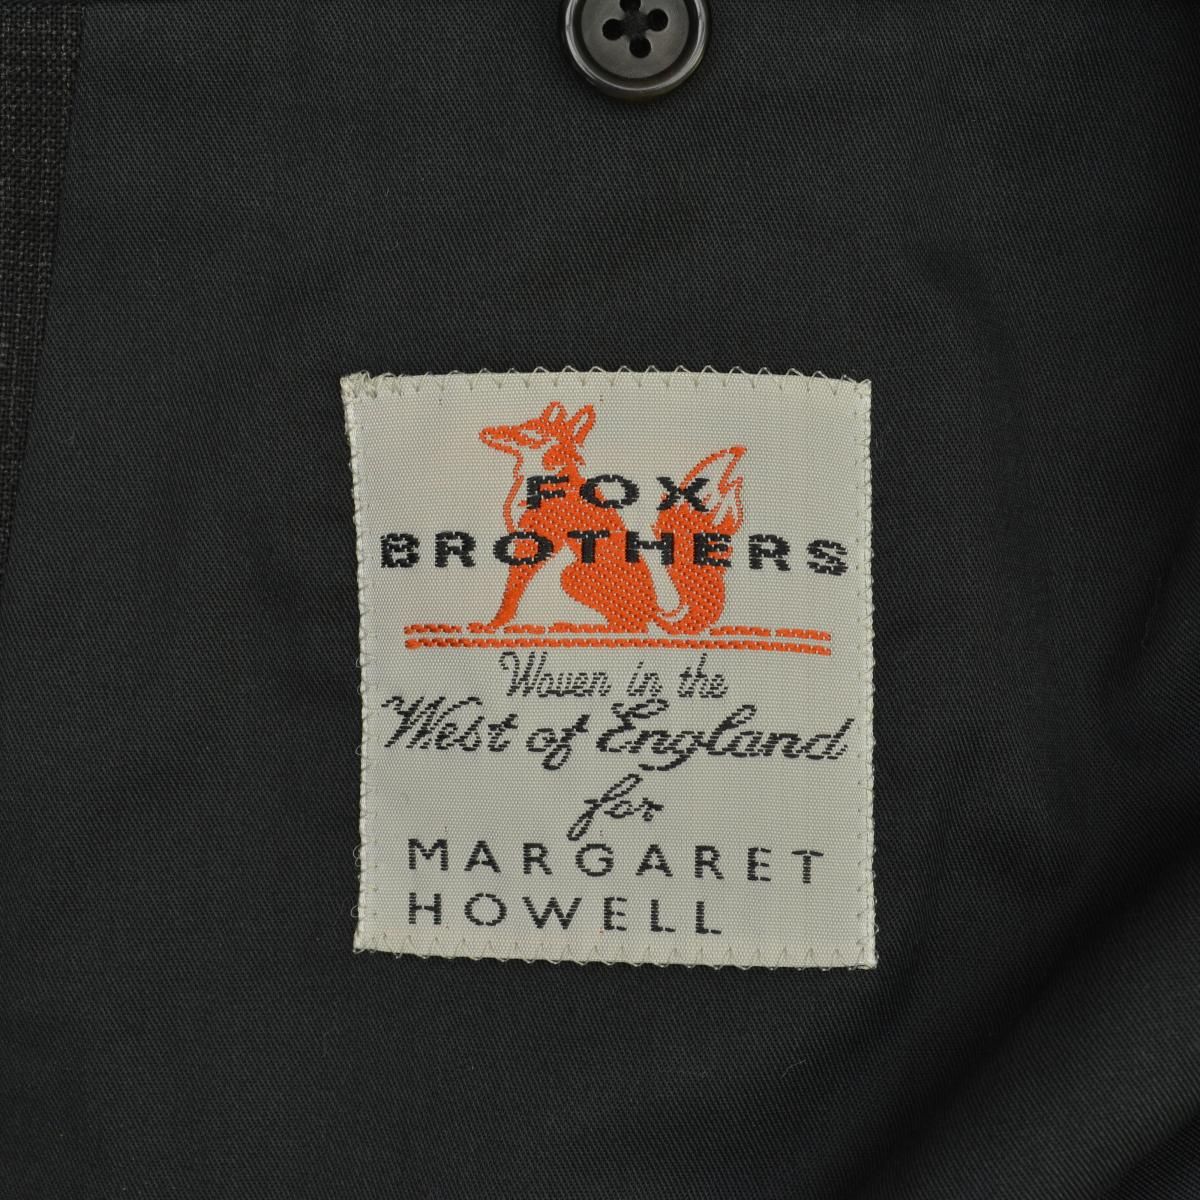 FOX
BROTHERS
Woven in the
West of England
for
MARGARET
HOWELL